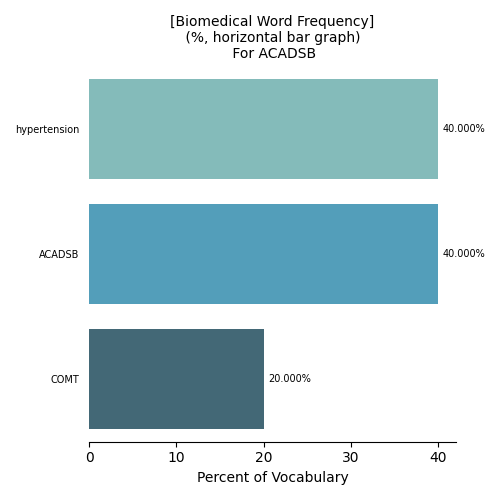 [Biomedical Word Frequency]
(%, horizontal bar graph)
For ACADSB
hypertension
40.000%
ACADSB
40.000%
COMT
20.000%
0 10 20 30 40
Percent of Vocabulary